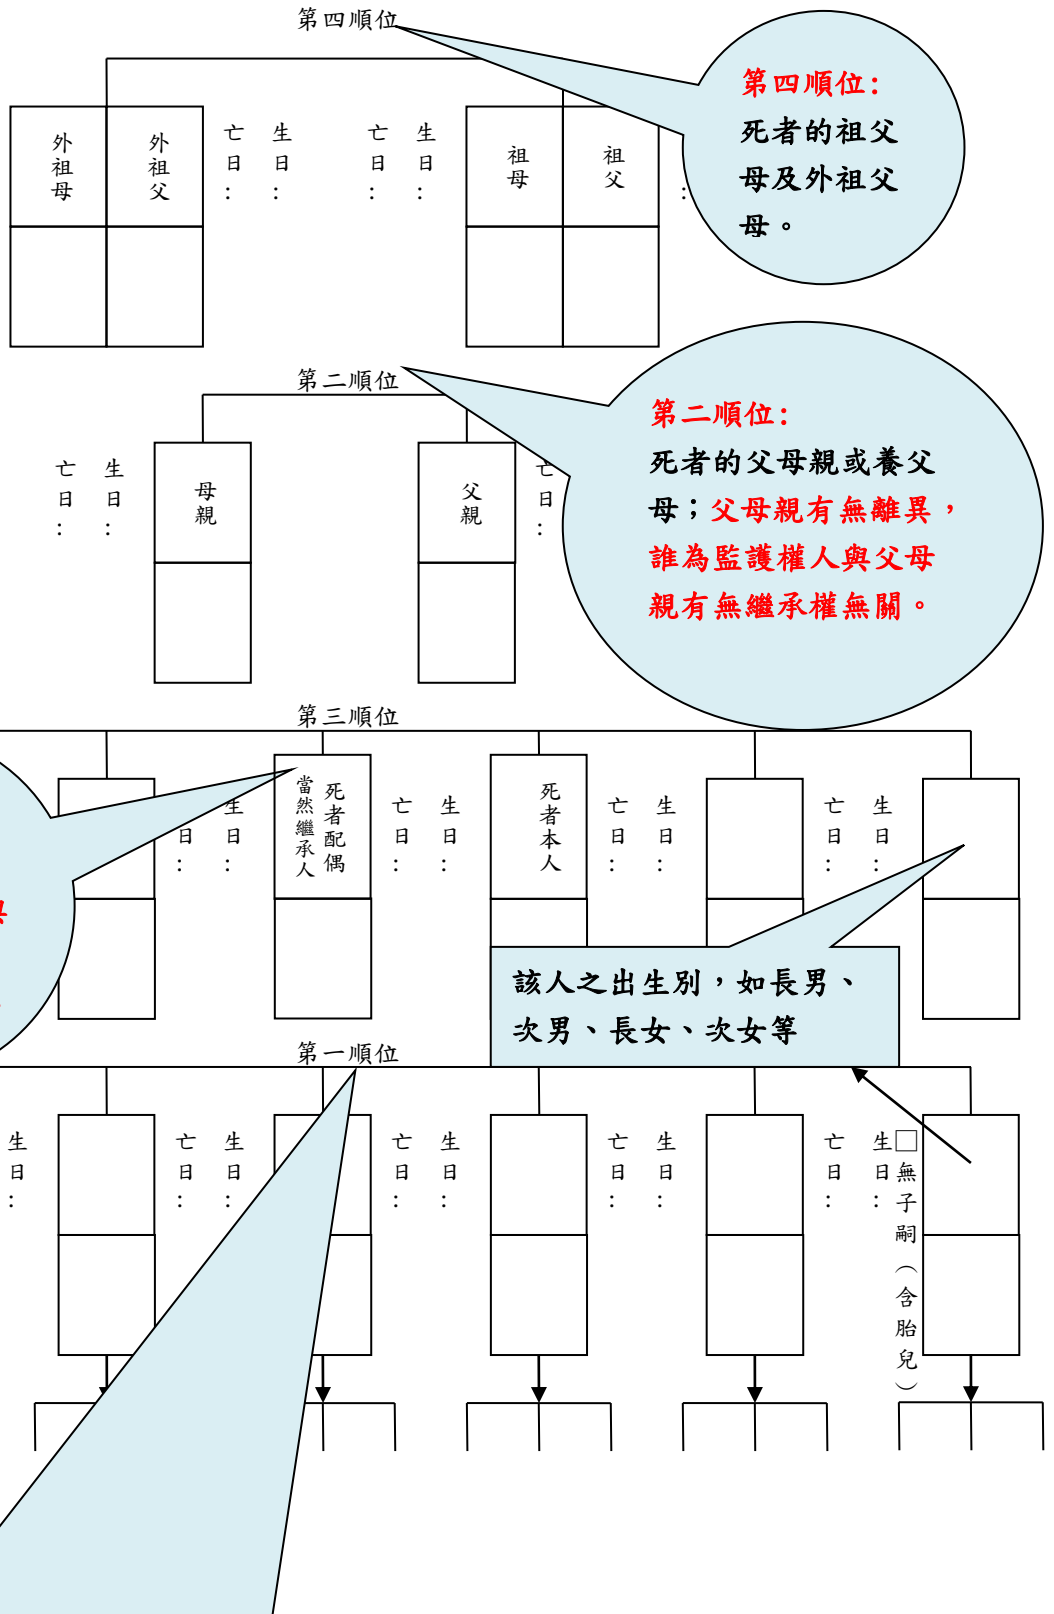 第四順位
第四順位：
死者的祖父
母及外祖父
母。
祖父
祖母
生日：
亡日：
生日：
亡日：
外祖父
外祖母
第二順位
第二順位：
死者的父母親或養父
母；父母親有無離異，
誰為監護權人與父母
親有無繼承權無關。
亡日：
父親
母親
生日：
亡日：
第三順位
生日：
亡日：
生日：
亡日：
死者本人
生日：
亡日：
死者配偶
當然繼承人
生日：
日：
該人之出生別，如長男、
次男、長女、次女等
第一順位
□無子嗣（含胎兒）
生日：
亡日：
生日：
亡日：
生日：
亡日：
生日：
亡日：
生日：